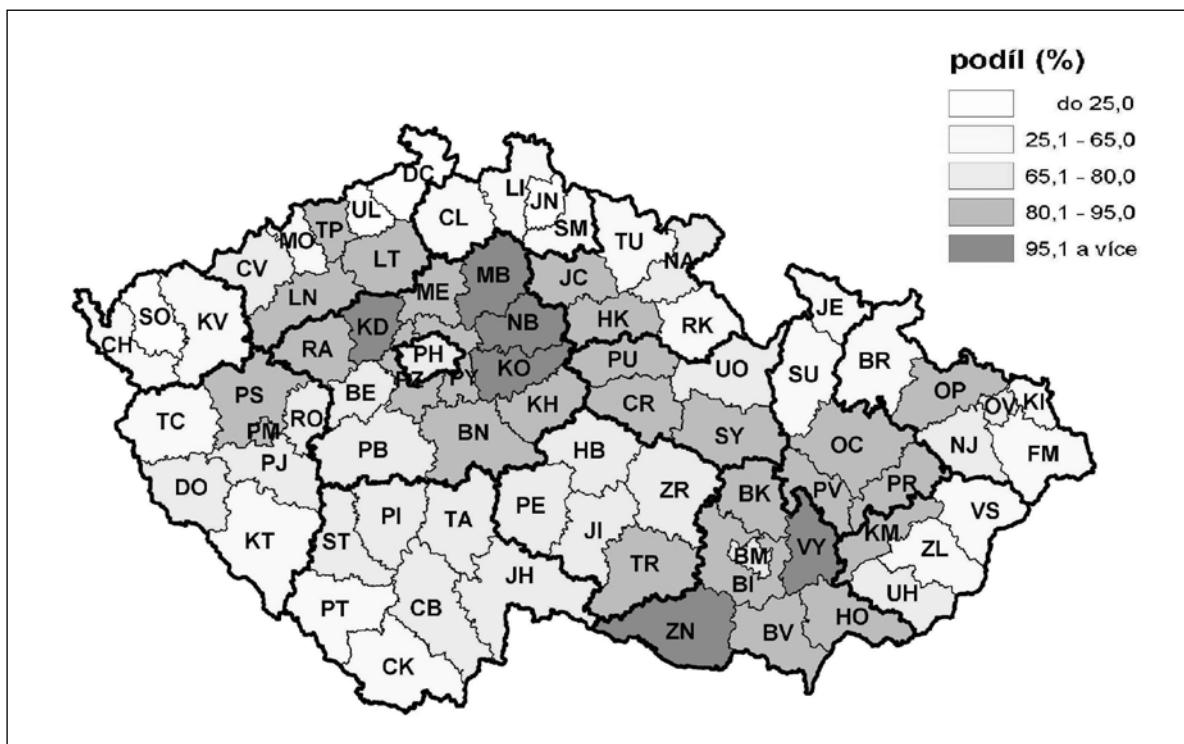 podíl (%)
do 25,0
25,1 – 65,0
65,1 – 80,0
80,1 – 95,0
95,1 a více
DC
LI
JN
UL
CL
SM
MO
TP
TU
CV
LT
NA
MB
JC
ME
LN
SO
KV
NB
HK
KD
RK
JE
CH
RA
PH
KO
PU
UO
BR
SU
PZ
PY
PS
BE
OP
KI
OV
TC
RO
KH
CR
PM
BN
SY
OC
PB
HB
NJ
FM
PJ
DO
ZR
BK
PV
PR
PI
TA
PE
VS
KT
ST
JI
BM
VY
KM
ZL
TR
BI
JH
UH
PT
CB
HO
ZN
BV
CK